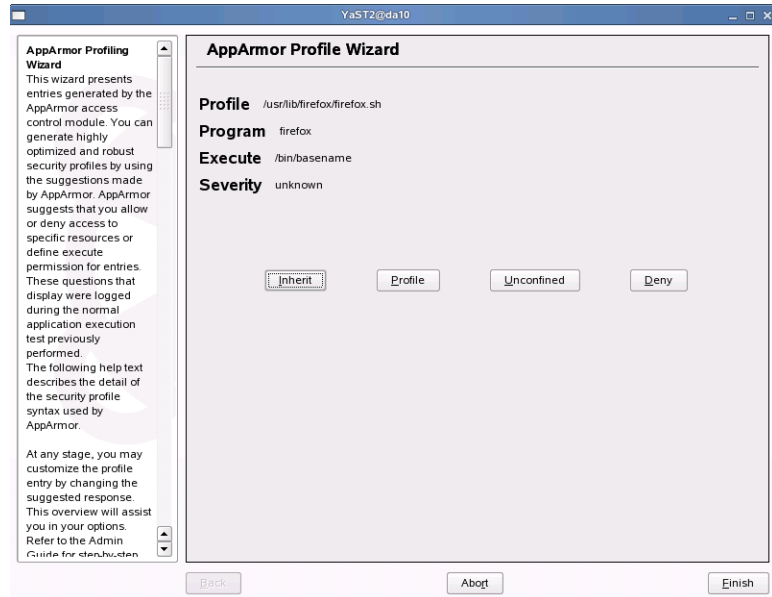 YaST2@da10
AppArmor Profiling
Wizard
This wizard presents
entries generated by the
AppArmor access
control module. You can
generate highly
optimized and robust
security profiles by using
the suggestions made
by AppArmor. AppArmor
suggests that you allow
or deny access to
specific resources or
define execute
permission for entries.
These questions that
display were logged
during the normal
application execution
test previously
performed.
The following help text
describes the detail of
the security profile
syntax used by
AppArmor.
At any stage, you may
customize the profile
entry by changing the
suggested response.
This overview will assist
you in your options.
Refer to the Admin
Guide for step-by-step
AppArmor Profile Wizard
Profile /usr/lib/firefox/firefox.sh
Program firefox
Execute /bin/basename
Severity unknown
Inherit Profile Unconfined Deny
Back Abort Finish